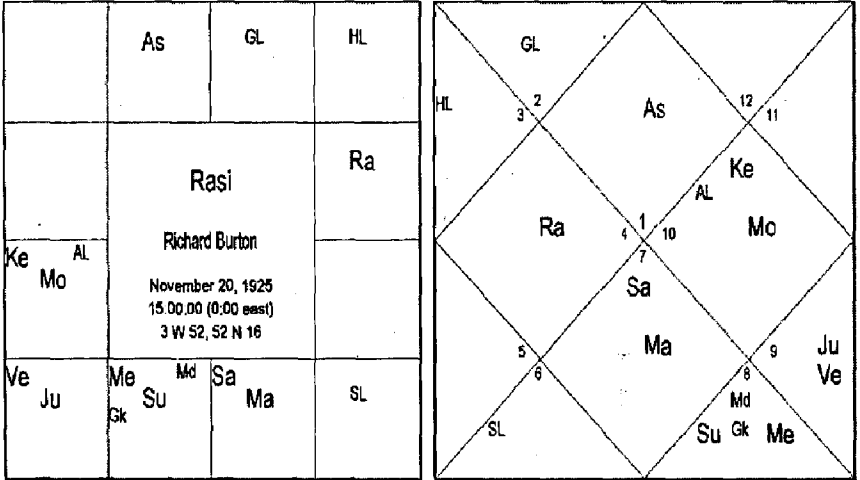 As GL HL
Rasi
Ra
Richard Burton
Ke AL
Mo
November 20, 1925
15.00.00 (0:00 east)
3 W 52, 52 N 16
Ve
Ju
Me Md
Su
Gk
Sa
Ma
SL
GL
HL
3 2
As
12 11
Ke
AL
Ra
4 1 10
7
Mo
Sa
Ma
5
6
9
8
Ju
Ve
SL
Md
Su Gk Me